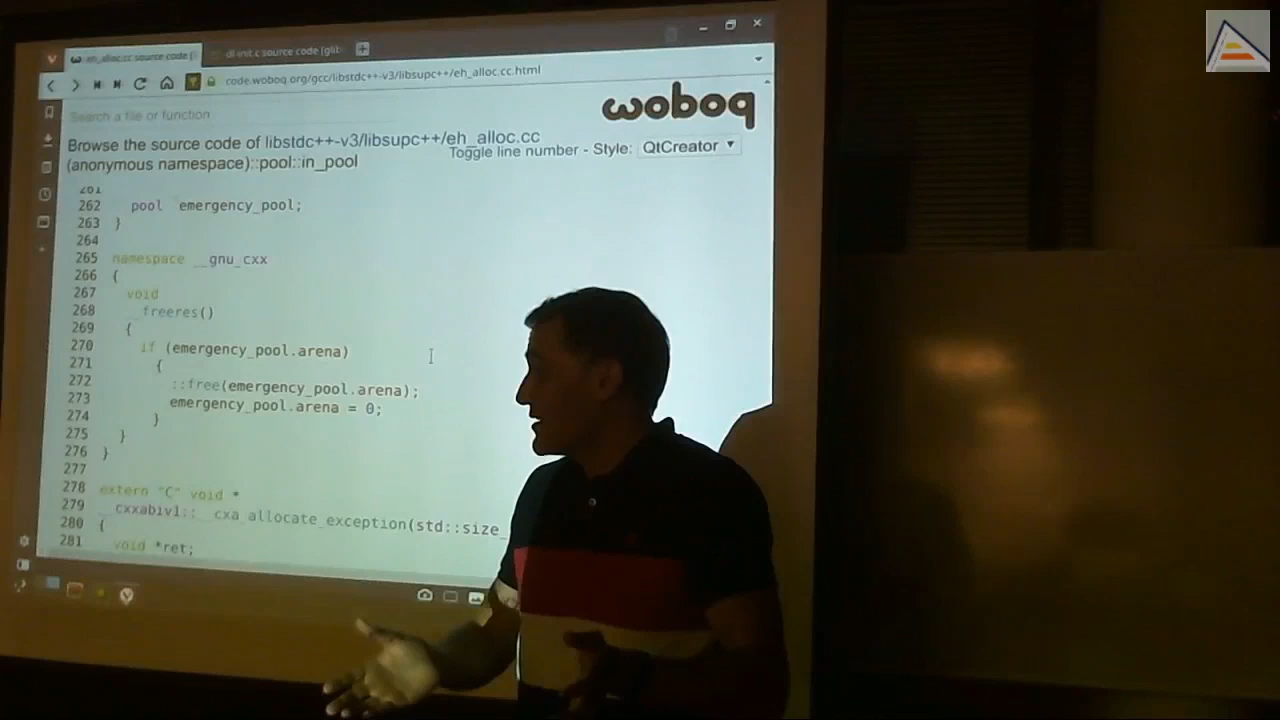 eh_alloc.cc source code [
dl init.c source code [glib
code.woboq.org/gcc/libstdc++-v3/libsupc++/eh_alloc.cc.html
Search a file or function
woboq
Browse the source code of libstdc++-v3/libsupc++/eh_alloc.cc
Toggle line number - Style: QtCreator
(anonymous namespace)::pool::in_pool
261
262 pool emergency_pool;
263 }
264
265 namespace __gnu_cxx
266 {
267 void
268 __freeres()
269 {
270 if (emergency_pool.arena)
271 {
272 ::free(emergency_pool.arena);
273 emergency_pool.arena = 0;
274 }
275 }
276 }
277
278 extern "C" void *
279 __cxxabiv1::__cxa_allocate_exception(std::size_
280 {
281 void *ret;